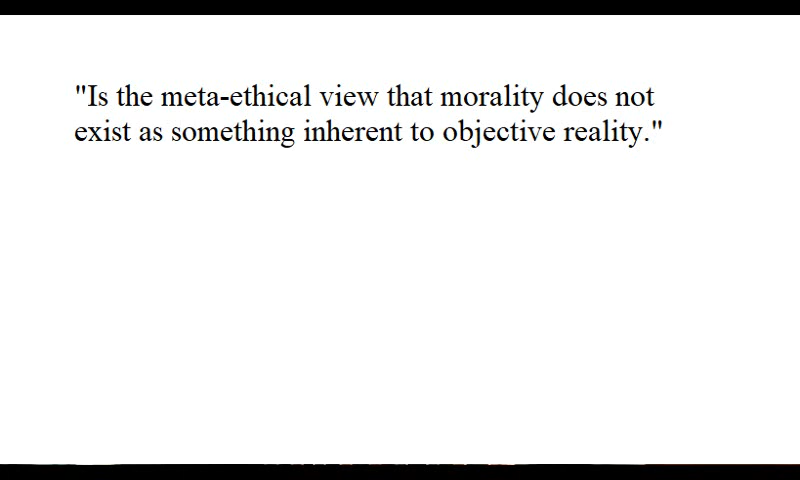 "Is the meta-ethical view that morality does not
exist as something inherent to objective reality."